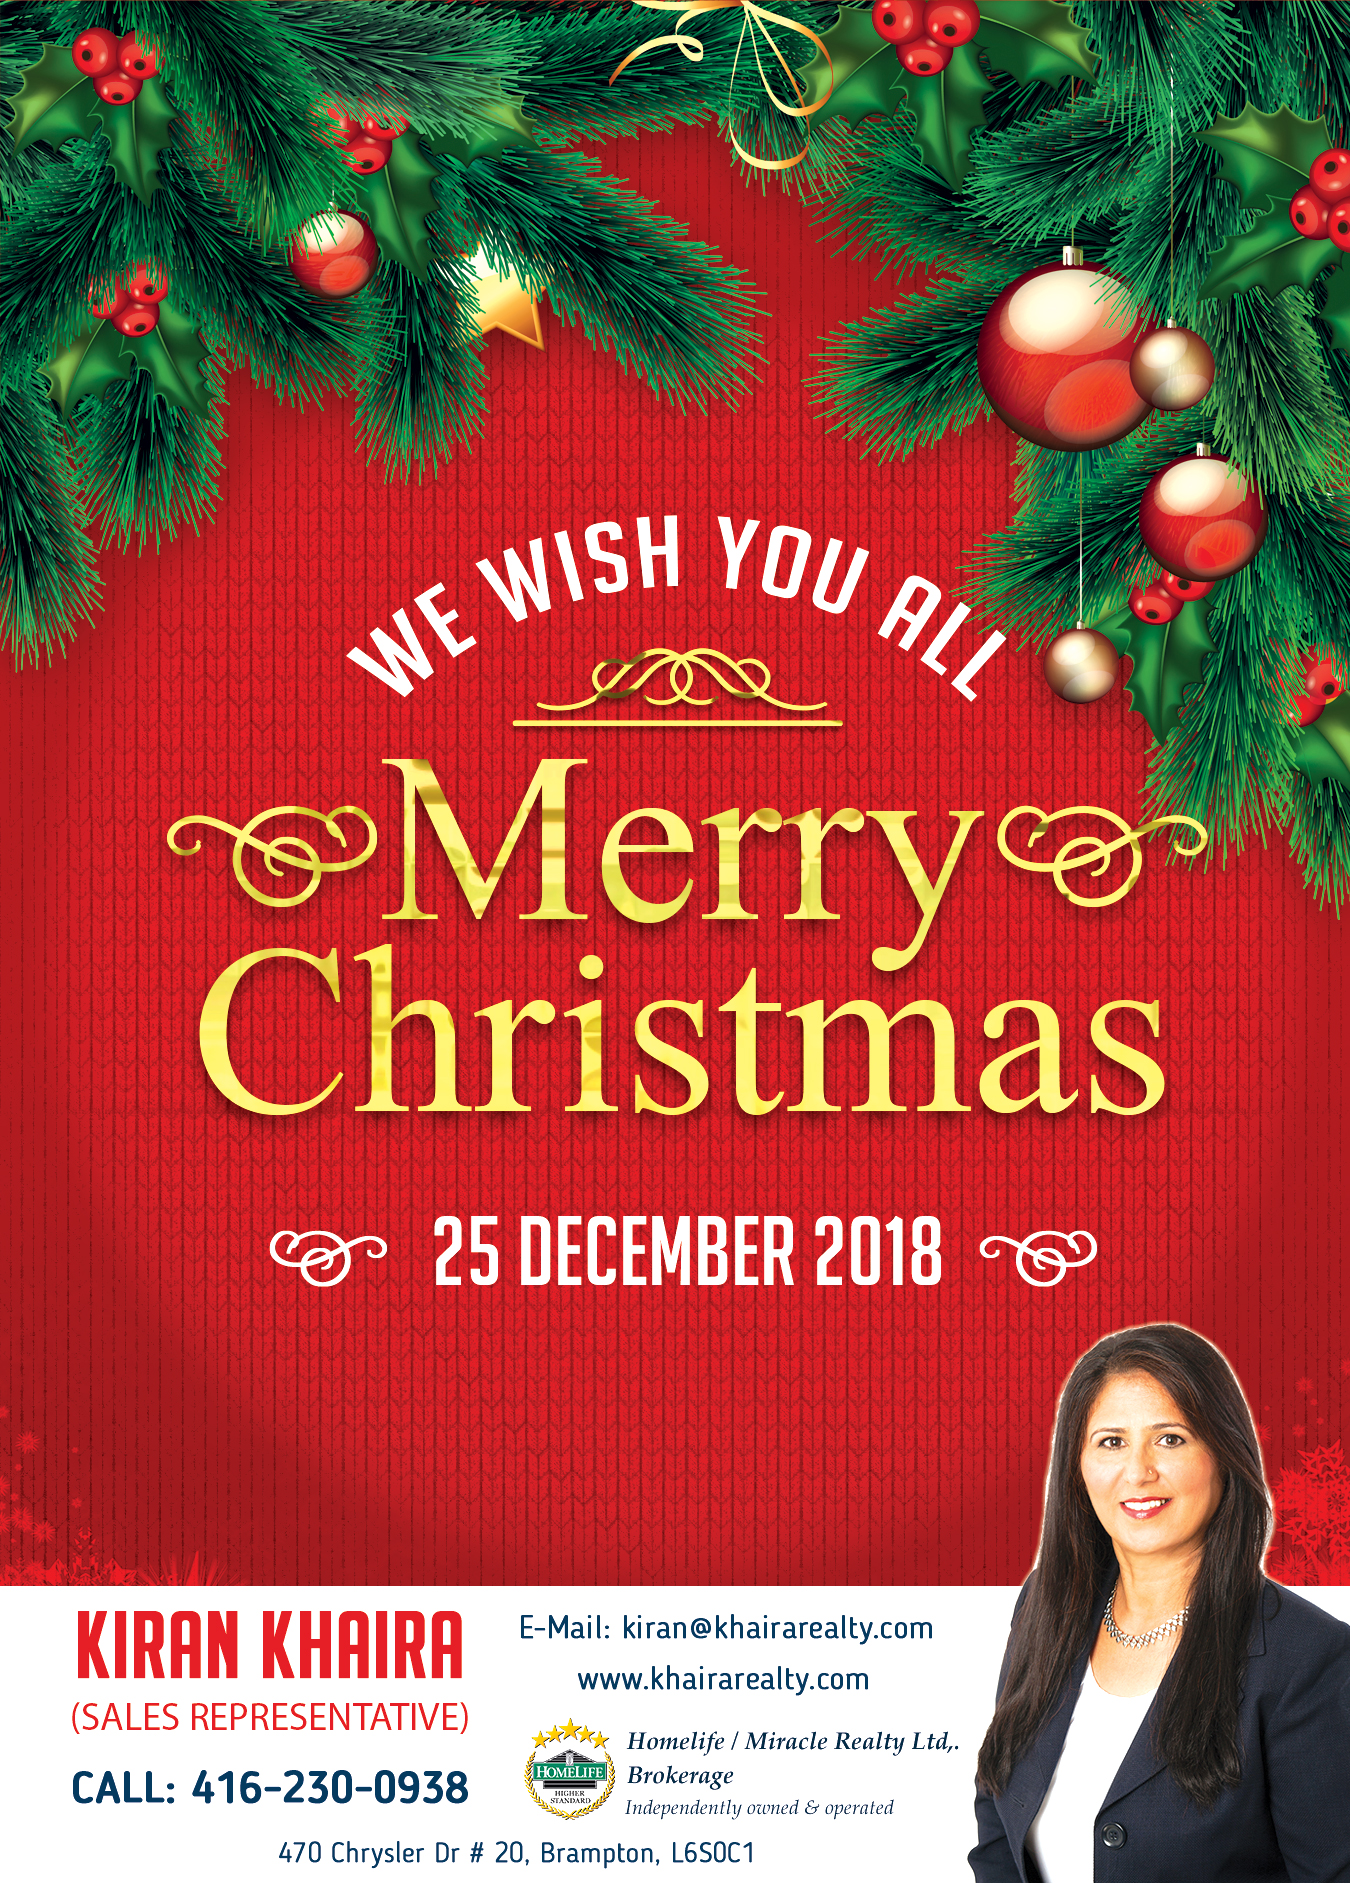 WE WISH YOU ALL
Merry
Christmas
25 DECEMBER 2018
KIRAN KHAIRA
(SALES REPRESENTATIVE)
CALL: 416-230-0938
E-Mail: kiran@khairarealty.com
www.khairarealty.com
HOMELIFE
HIGHER
STANDARD
Homelife / Miracle Realty Ltd,.
Brokerage
Independently owned & operated
470 Chrysler Dr # 20, Brampton, L6S0C1